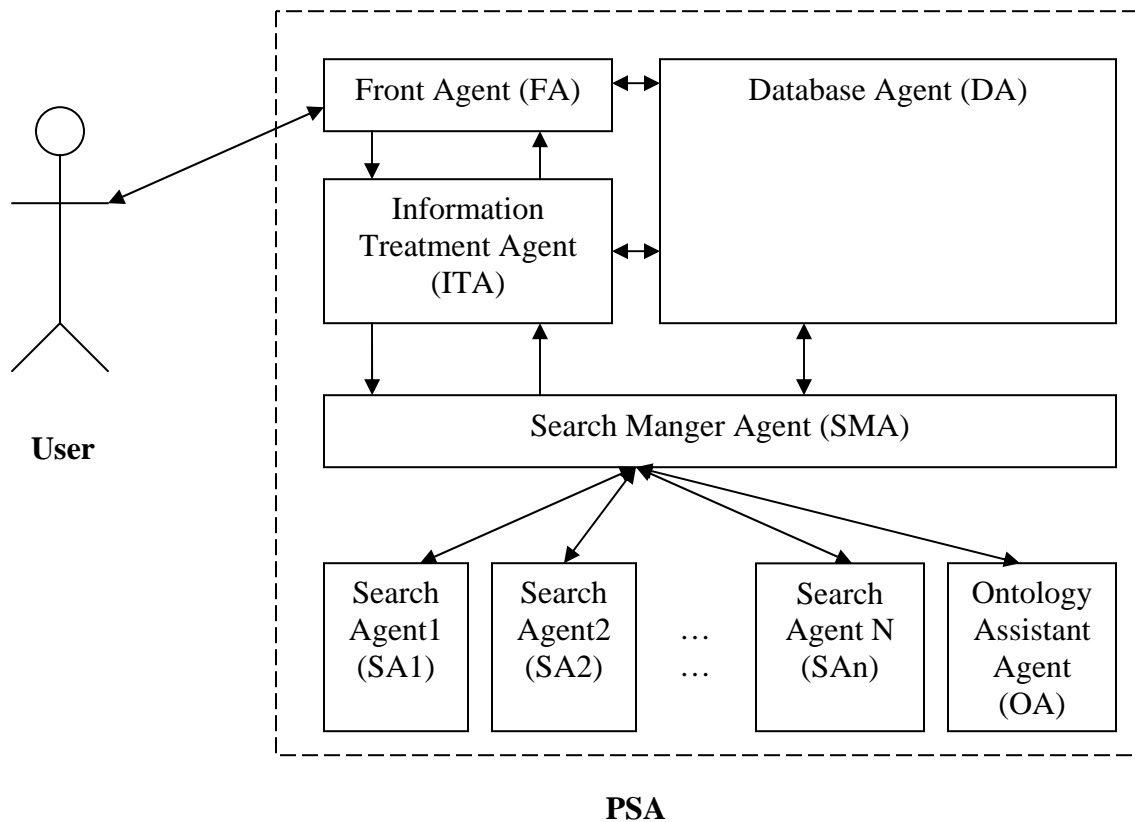 Front Agent (FA)
Database Agent (DA)
Information
Treatment Agent
(ITA)
User
Search Manger Agent (SMA)
Search
Agent1
(SA1)
Search
Agent2
(SA2)
…
…
Search
Agent N
(SAn)
Ontology
Assistant
Agent
(OA)
PSA